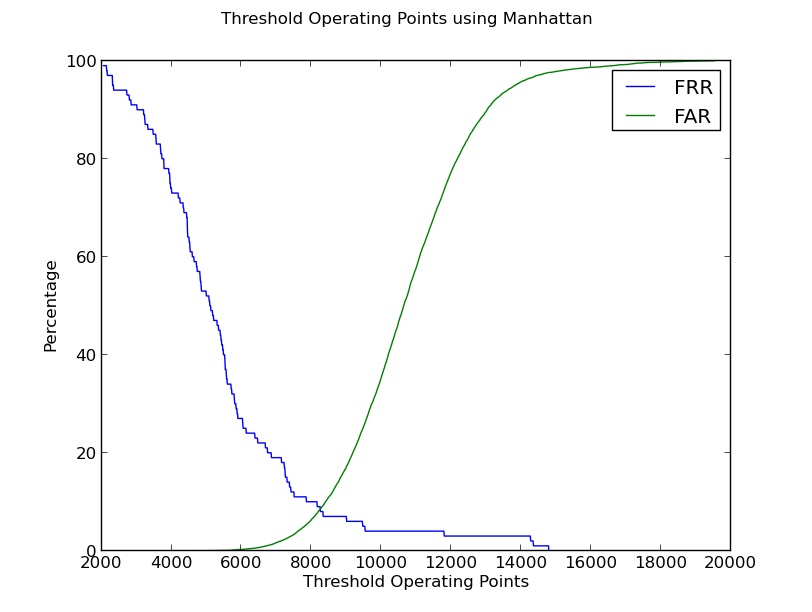 Threshold Operating Points using Manhattan
100
80
60
40
20
0
Percentage
FRR
FAR
2000 4000 6000 8000 10000 12000 14000 16000 18000 20000
Threshold Operating Points